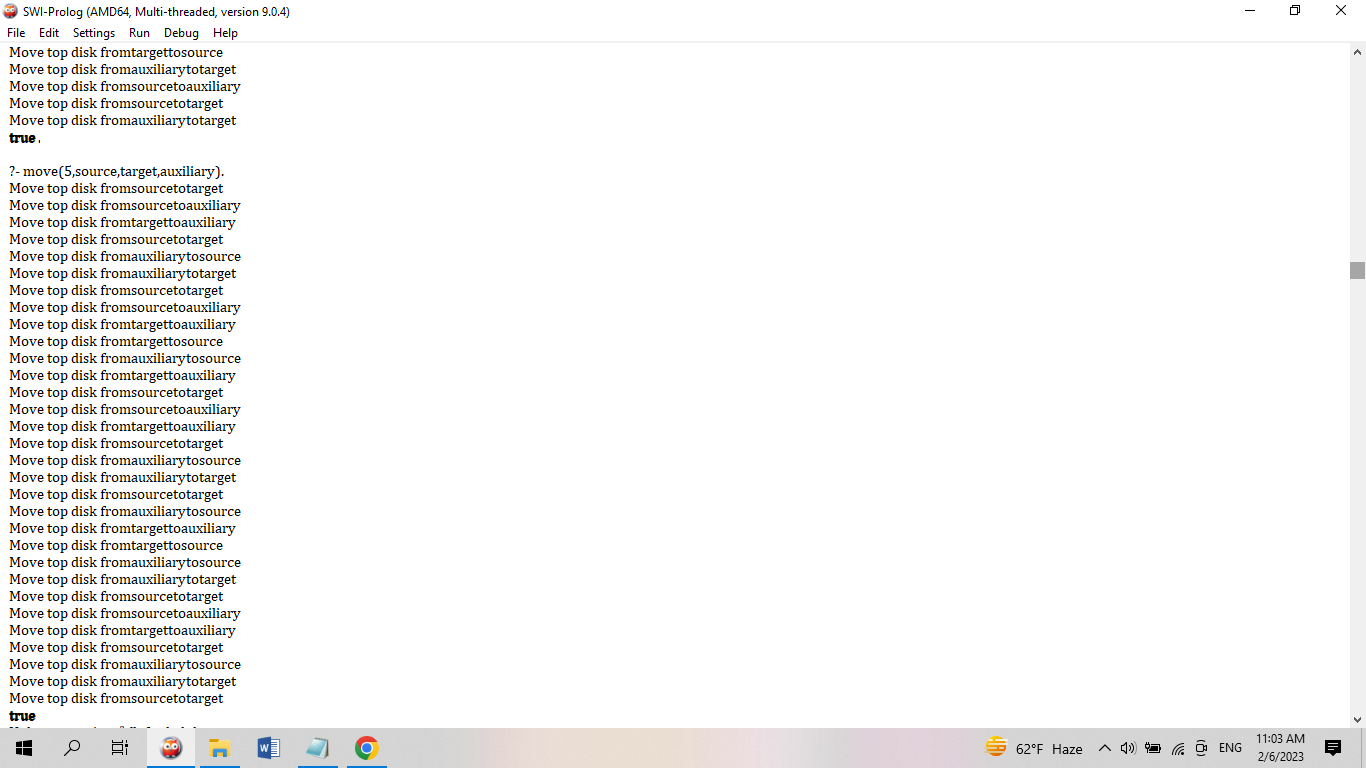 SWI-Prolog (AMD64, Multi-threaded, version 9.0.4)
File Edit Settings Run Debug Help
Move top disk fromtargettosource
Move top disk fromauxiliarytotarget
Move top disk fromsourcetoauxiliary
Move top disk fromsourcetotarget
Move top disk fromauxiliarytotarget
true .
?- move(5,source,target,auxiliary).
Move top disk fromsourcetotarget
Move top disk fromsourcetoauxiliary
Move top disk fromtargettoauxiliary
Move top disk fromsourcetotarget
Move top disk fromauxiliarytosource
Move top disk fromauxiliarytotarget
Move top disk fromsourcetotarget
Move top disk fromsourcetoauxiliary
Move top disk fromtargettoauxiliary
Move top disk fromtargettosource
Move top disk fromauxiliarytosource
Move top disk fromtargettoauxiliary
Move top disk fromsourcetotarget
Move top disk fromsourcetoauxiliary
Move top disk fromtargettoauxiliary
Move top disk fromsourcetotarget
Move top disk fromauxiliarytosource
Move top disk fromauxiliarytotarget
Move top disk fromsourcetotarget
Move top disk fromauxiliarytosource
Move top disk fromtargettoauxiliary
Move top disk fromtargettosource
Move top disk fromauxiliarytosource
Move top disk fromauxiliarytotarget
Move top disk fromsourcetotarget
Move top disk fromsourcetoauxiliary
Move top disk fromtargettoauxiliary
Move top disk fromsourcetotarget
Move top disk fromauxiliarytosource
Move top disk fromauxiliarytotarget
Move top disk fromsourcetotarget
true
62°F Haze
ENG
11:03 AM
2/6/2023